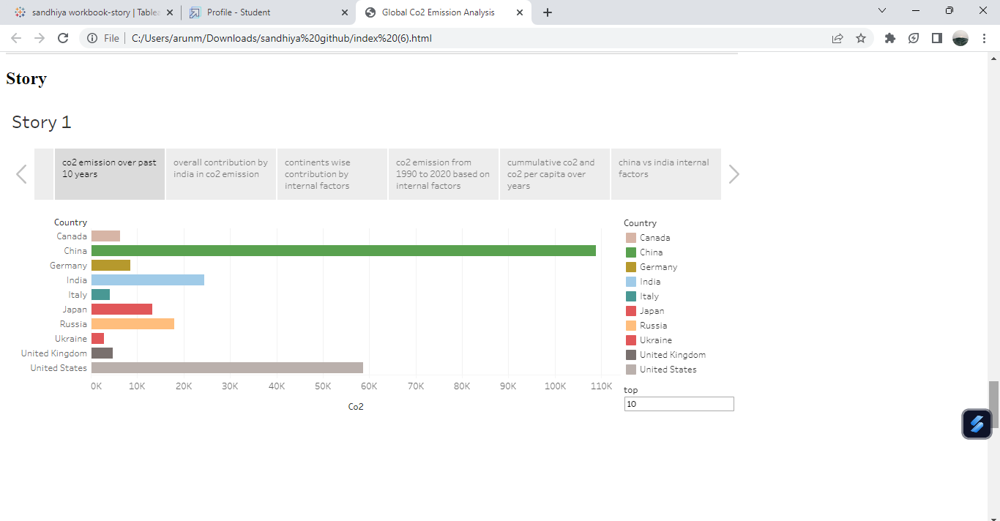 sandhiya workbook-story | Table
Profile - Student
Global Co2 Emission Analysis
File
C:/Users/arunm/Downloads/sandhiya%20github/index%20(6).html
Story
Story 1
co2 emission over past
10 years
overall contribution by
india in co2 emission
continents wise
contribution by
internal factors
co2 emission from
1990 to 2020 based on
internal factors
cummulative co2 and
co2 per capita over
years
china vs india internal
factors
Country
Canada
China
Germany
India
Italy
Japan
Russia
Ukraine
United Kingdom
United States
0K 10K 20K 30K 40K 50K 60K 70K 80K 90K 100K 110K
Co2
Country
Canada
China
Germany
India
Italy
Japan
Russia
Ukraine
United Kingdom
United States
top
10